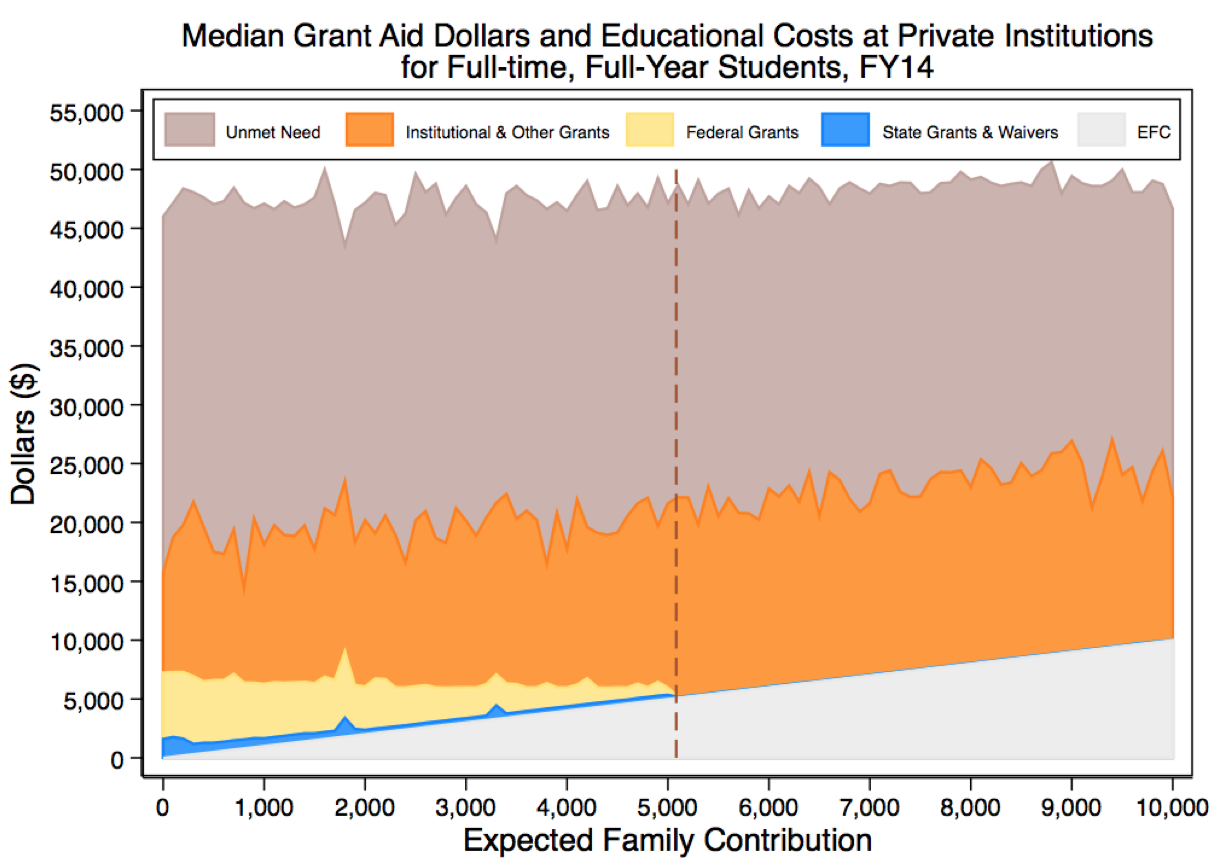 Median Grant Aid Dollars and Educational Costs at Private Institutions
for Full-time, Full-Year Students, FY14
Unmet Need Institutional & Other Grants Federal Grants State Grants & Waivers EFC
55,000
50,000
45,000
40,000
35,000
30,000
25,000
20,000
15,000
10,000
5,000
0
Dollars ($)
0 1,000 2,000 3,000 4,000 5,000 6,000 7,000 8,000 9,000 10,000
Expected Family Contribution